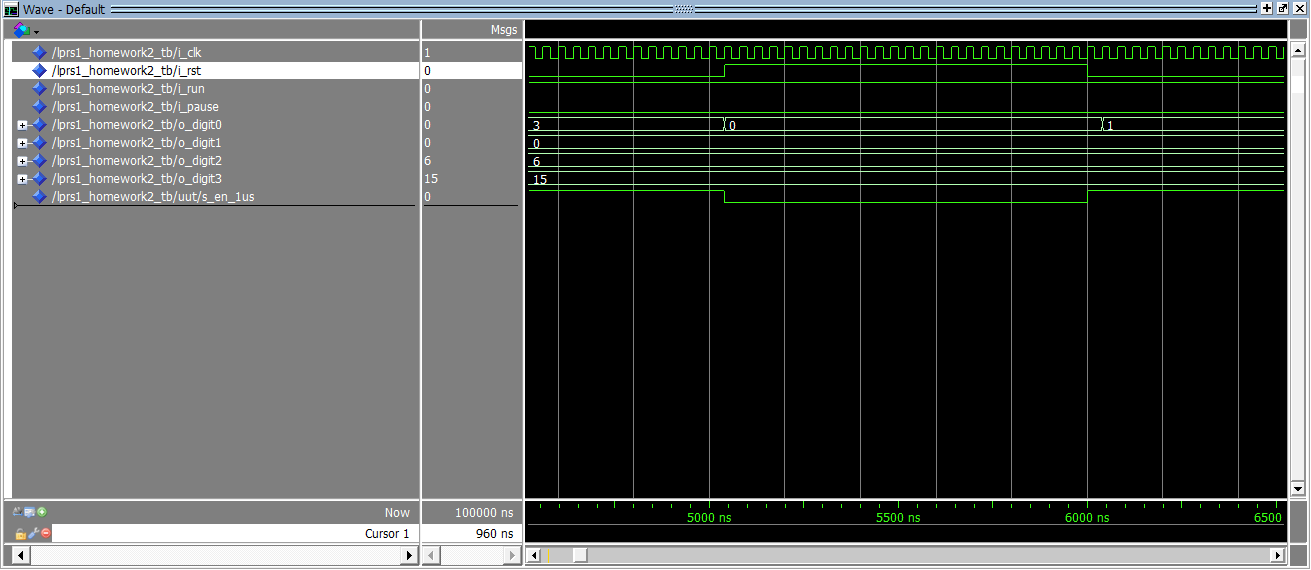 Wave - Default
Msgs
/lprs1_homework2_tb/i_clk 1
/lprs1_homework2_tb/i_rst 0
/lprs1_homework2_tb/i_run 0
/lprs1_homework2_tb/i_pause 0
/lprs1_homework2_tb/o_digit0 0 3 0 1
/lprs1_homework2_tb/o_digit1 0 0
/lprs1_homework2_tb/o_digit2 6 6
/lprs1_homework2_tb/o_digit3 15 15
/lprs1_homework2_tb/uut/s_en_1us 0
Now 100000 ns 5000 ns 5500 ns 6000 ns 6500
Cursor 1 960 ns